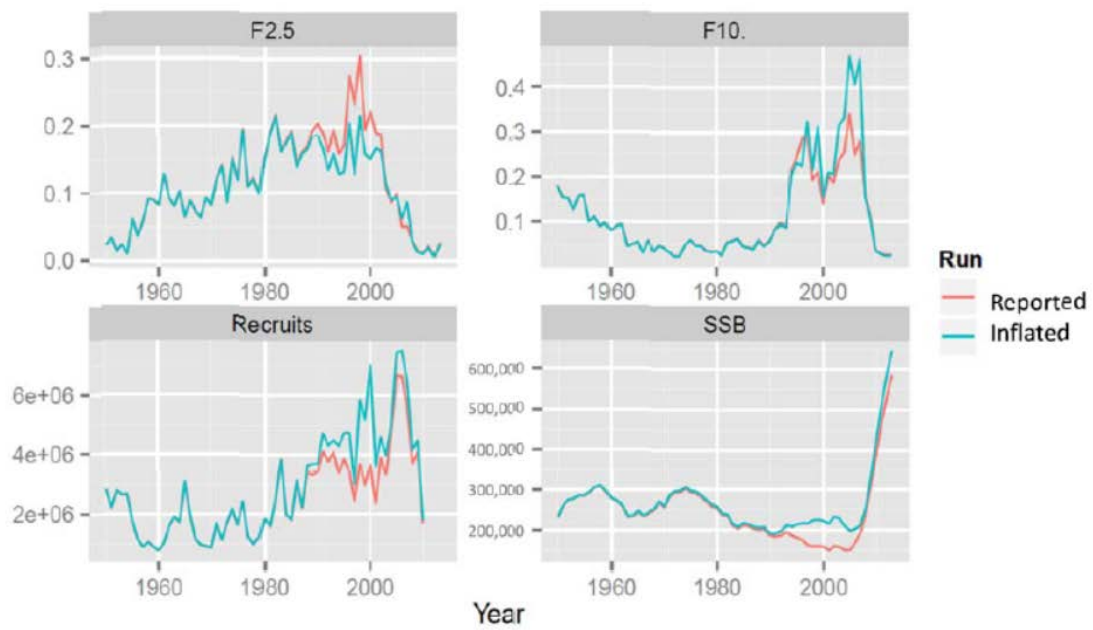 F2.5
F10.
0.3
0.2
0.1
0.0
0.4
0.3
0.2
0.1
1960 1980 2000
1960 1980 2000
Recruits
SSB
6e+06
4e+06
2e+06
600,000
500,000
400,000
300,000
200,000
1960 1980 2000
1960 1980 2000
Year
Run
Reported
Inflated